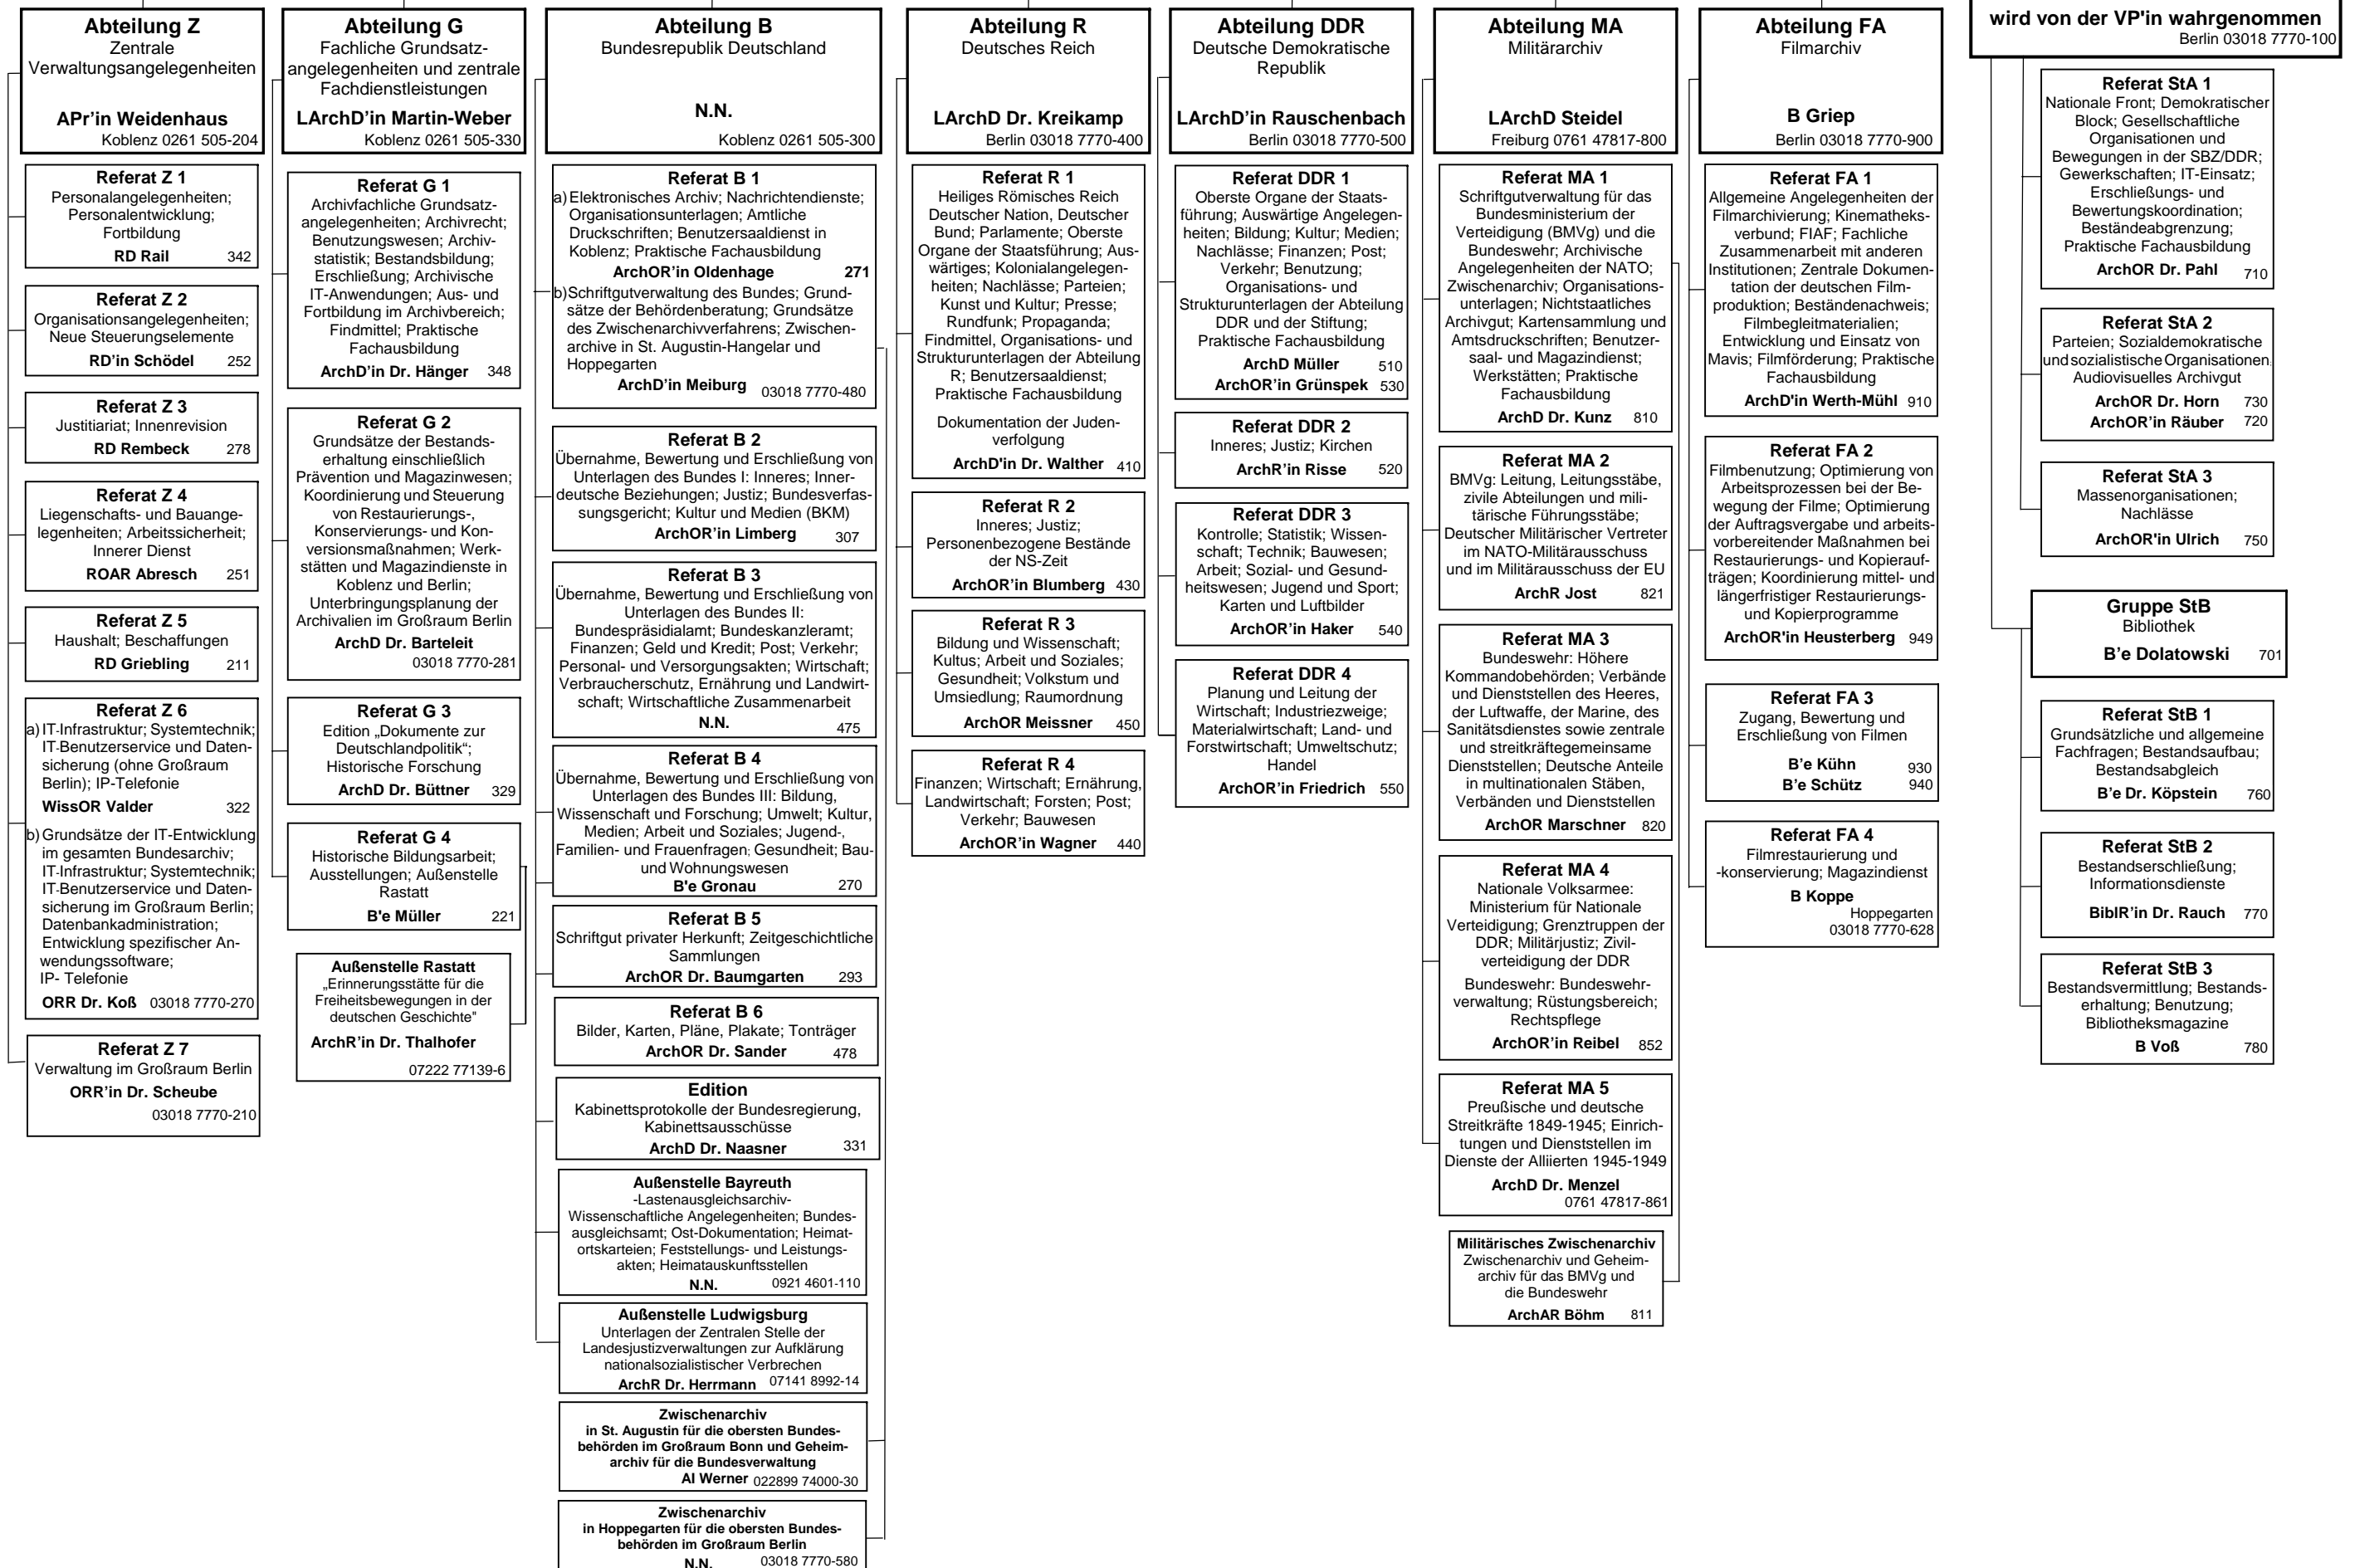 Abteilung Z
Zentrale
Verwaltungsangelegenheiten
APr'in Weidenhaus
Koblenz 0261 505-204
Referat Z 1
Personalangelegenheiten;
Personalentwicklung;
Fortbildung
RD Rail 342
Referat Z 2
Organisationsangelegenheiten;
Neue Steuerungselemente
RD'in Schödel 252
Referat Z 3
Justitiariat; Innenrevision
RD Rembeck 278
Referat Z 4
Liegenschafts- und Bauange-
legenheiten; Arbeitssicherheit;
Innerer Dienst
ROAR Abresch 251
Referat Z 5
Haushalt; Beschaffungen
RD Griebling 211
Referat Z 6
a) IT-Infrastruktur; Systemtechnik;
IT-Benutzerservice und Daten-
sicherung (ohne Großraum
Berlin); IP-Telefonie
WissOR Valder 322
b) Grundsätze der IT-Entwicklung
im gesamten Bundesarchiv;
IT-Infrastruktur; Systemtechnik;
IT-Benutzerservice und Daten-
sicherung im Großraum Berlin;
Datenbankadministration;
Entwicklung spezifischer An-
wendungssoftware;
IP- Telefonie
ORR Dr. Koß 03018 7770-270
Referat Z 7
Verwaltung im Großraum Berlin
ORR'in Dr. Scheube
03018 7770-210
Abteilung G
Fachliche Grundsatz-
angelegenheiten und zentrale
Fachdienstleistungen
LArchD'in Martin-Weber
Koblenz 0261 505-330
Referat G 1
Archivfachliche Grundsatz-
angelegenheiten; Archivrecht;
Benutzungswesen; Archiv-
statistik; Bestandsbildung;
Erschließung; Archivische
IT-Anwendungen; Aus- und
Fortbildung im Archivbereich;
Findmittel; Praktische
Fachausbildung
ArchD'in Dr. Hänger 348
Referat G 2
Grundsätze der Bestands-
erhaltung einschließlich
Prävention und Magazinwesen;
Koordinierung und Steuerung
von Restaurierungs-,
Konservierungs- und Kon-
versionsmaßnahmen; Werk-
stätten und Magazindienste in
Koblenz und Berlin;
Unterbringungsplanung der
Archivalien im Großraum Berlin
ArchD Dr. Barteleit
03018 7770-281
Referat G 3
Edition „Dokumente zur
Deutschlandpolitik“;
Historische Forschung
ArchD Dr. Büttner 329
Referat G 4
Historische Bildungsarbeit;
Ausstellungen; Außenstelle
Rastatt
B'e Müller 221
Außenstelle Rastatt
„Erinnerungsstätte für die
Freiheitsbewegungen in der
deutschen Geschichte“
ArchR'in Dr. Thalhofer
07222 77139-6
Abteilung B
Bundesrepublik Deutschland
N.N.
Koblenz 0261 505-300
Referat B 1
a) Elektronisches Archiv; Nachrichtendienste;
Organisationsunterlagen; Amtliche
Druckschriften; Benutzersaaldienst in
Koblenz; Praktische Fachausbildung
ArchOR'in Oldenhage 271
b)Schriftgutverwaltung des Bundes; Grund-
sätze der Behördenberatung; Grundsätze
des Zwischenarchivverfahrens; Zwischen-
archive in St. Augustin-Hangelar und
Hoppegarten
ArchD'in Meiburg 03018 7770-480
Referat B 2
Übernahme, Bewertung und Erschließung von
Unterlagen des Bundes I: Inneres; Inner-
deutsche Beziehungen; Justiz; Bundesverfas-
sungsgericht; Kultur und Medien (BKM)
ArchOR'in Limberg 307
Referat B 3
Übernahme, Bewertung und Erschließung von
Unterlagen des Bundes II:
Bundespräsidialamt; Bundeskanzleramt;
Finanzen; Geld und Kredit; Post; Verkehr;
Personal- und Versorgungsakten; Wirtschaft;
Verbraucherschutz, Ernährung und Landwirt-
schaft; Wirtschaftliche Zusammenarbeit
N.N. 475
Referat B 4
Übernahme, Bewertung und Erschließung von
Unterlagen des Bundes III: Bildung,
Wissenschaft und Forschung; Umwelt; Kultur,
Medien; Arbeit und Soziales; Jugend-,
Familien- und Frauenfragen; Gesundheit; Bau-
und Wohnungswesen
B'e Gronau 270
Referat B 5
Schriftgut privater Herkunft; Zeitgeschichtliche
Sammlungen
ArchOR Dr. Baumgarten 293
Referat B 6
Bilder, Karten, Pläne, Plakate; Tonträger
ArchOR Dr. Sander 478
Edition
Kabinettsprotokolle der Bundesregierung,
Kabinettsausschüsse
ArchD Dr. Naasner 331
Außenstelle Bayreuth
-Lastenausgleichsarchiv-
Wissenschaftliche Angelegenheiten; Bundes-
ausgleichsamt; Ost-Dokumentation; Heimat-
ortskarteien; Feststellungs- und Leistungs-
akten; Heimatauskunftsstellen
N.N. 0921 4601-110
Außenstelle Ludwigsburg
Unterlagen der Zentralen Stelle der
Landesjustizverwaltungen zur Aufklärung
nationalsozialistischer Verbrechen
ArchR Dr. Herrmann 07141 8992-14
Zwischenarchiv
in St. Augustin für die obersten Bundes-
behörden im Großraum Bonn und Geheim-
archiv für die Bundesverwaltung
AI Werner 022899 74000-30
Zwischenarchiv
in Hoppegarten für die obersten Bundes-
behörden im Großraum Berlin
N.N. 03018 7770-580
Abteilung R
Deutsches Reich
LArchD Dr. Kreikamp
Berlin 03018 7770-400
Referat R 1
Heiliges Römisches Reich
Deutscher Nation, Deutscher
Bund; Parlamente; Oberste
Organe der Staatsführung; Aus-
wärtiges; Kolonialangelegen-
heiten; Nachlässe; Parteien;
Kunst und Kultur; Presse;
Rundfunk; Propaganda;
Findmittel, Organisations- und
Strukturunterlagen der Abteilung
R; Benutzersaaldienst;
Praktische Fachausbildung
Dokumentation der Juden-
verfolgung
ArchD'in Dr. Walther 410
Referat R 2
Inneres; Justiz;
Personenbezogene Bestände
der NS-Zeit
ArchOR'in Blumberg 430
Referat R 3
Bildung und Wissenschaft;
Kultus; Arbeit und Soziales;
Gesundheit; Volkstum und
Umsiedlung; Raumordnung
ArchOR Meissner 450
Referat R 4
Finanzen; Wirtschaft; Ernährung,
Landwirtschaft; Forsten; Post;
Verkehr; Bauwesen
ArchOR'in Wagner 440
Abteilung DDR
Deutsche Demokratische
Republik
LArchD'in Rauschenbach
Berlin 03018 7770-500
Referat DDR 1
Oberste Organe der Staats-
führung; Auswärtige Angelegen-
heiten; Bildung; Kultur; Medien;
Nachlässe; Finanzen; Post;
Verkehr; Benutzung;
Organisations- und
Strukturunterlagen der Abteilung
DDR und der Stiftung;
Praktische Fachausbildung
ArchD Müller 510
ArchOR'in Grünspek 530
Referat DDR 2
Inneres; Justiz; Kirchen
ArchR'in Risse 520
Referat DDR 3
Kontrolle; Statistik; Wissen-
schaft; Technik; Bauwesen;
Arbeit; Sozial- und Gesund-
heitswesen; Jugend und Sport;
Karten und Luftbilder
ArchOR'in Haker 540
Referat DDR 4
Planung und Leitung der
Wirtschaft; Industriezweige;
Materialwirtschaft; Land- und
Forstwirtschaft; Umweltschutz;
Handel
ArchOR'in Friedrich 550
Abteilung MA
Militärarchiv
LArchD Steidel
Freiburg 0761 47817-800
Referat MA 1
Schriftgutverwaltung für das
Bundesministerium der
Verteidigung (BMVg) und die
Bundeswehr; Archivische
Angelegenheiten der NATO;
Zwischenarchiv; Organisations-
unterlagen; Nichtstaatliches
Archivgut; Kartensammlung und
Amtsdruckschriften; Benutzer-
saal- und Magazindienst;
Werkstätten; Praktische
Fachausbildung
ArchD Dr. Kunz 810
Referat MA 2
BMVg: Leitung, Leitungsstäbe,
zivile Abteilungen und mili-
tärische Führungsstäbe;
Deutscher Militärischer Vertreter
im NATO-Militärausschuss
und im Militärausschuss der EU
ArchR Jost 821
Referat MA 3
Bundeswehr: Höhere
Kommandobehörden; Verbände
und Dienststellen des Heeres,
der Luftwaffe, der Marine, des
Sanitätsdienstes sowie zentrale
und streitkräftegemeinsame
Dienststellen; Deutsche Anteile
in multinationalen Stäben,
Verbänden und Dienststellen
ArchOR Marschner 820
Referat MA 4
Nationale Volksarmee:
Ministerium für Nationale
Verteidigung; Grenztruppen der
DDR; Militärjustiz; Zivil-
verteidigung der DDR
Bundeswehr: Bundeswehr-
verwaltung; Rüstungsbereich;
Rechtspflege
ArchOR'in Reibel 852
Referat MA 5
Preußische und deutsche
Streitkräfte 1849-1945; Einrich-
tungen und Dienststellen im
Dienste der Alliierten 1945-1949
ArchD Dr. Menzel
0761 47817-861
Militärisches Zwischenarchiv
Zwischenarchiv und Geheim-
archiv für das BMVg und
die Bundeswehr
ArchAR Böhm 811
Abteilung FA
Filmarchiv
B Griep
Berlin 03018 7770-900
Referat FA 1
Allgemeine Angelegenheiten der
Filmarchivierung; Kinematheks-
verbund; FIAF; Fachliche
Zusammenarbeit mit anderen
Institutionen; Zentrale Dokumen-
tation der deutschen Film-
produktion; Beständenachweis;
Filmbegleitmaterialien;
Entwicklung und Einsatz von
Mavis; Filmförderung; Praktische
Fachausbildung
ArchD'in Werth-Mühl 910
Referat FA 2
Filmbenutzung; Optimierung von
Arbeitsprozessen bei der Be-
wegung der Filme; Optimierung
der Auftragsvergabe und arbeits-
vorbereitender Maßnahmen bei
Restaurierungs- und Kopierauf-
trägen; Koordinierung mittel- und
längerfristiger Restaurierungs-
und Kopierprogramme
ArchOR'in Heusterberg 949
Referat FA 3
Zugang, Bewertung und
Erschließung von Filmen
B'e Kühn 930
B'e Schütz 940
Referat FA 4
Filmrestaurierung und
-konservierung; Magazindienst
B Koppe
Hoppegarten
03018 7770-628
wird von der VP'in wahrgenommen
Berlin 03018 7770-100
Referat StA 1
Nationale Front; Demokratischer
Block; Gesellschaftliche
Organisationen und
Bewegungen in der SBZ/DDR;
Gewerkschaften; IT-Einsatz;
Erschließungs- und
Bewertungskoordination;
Beständeabgrenzung;
Praktische Fachausbildung
ArchOR Dr. Pahl 710
Referat StA 2
Parteien; Sozialdemokratische
und sozialistische Organisationen;
Audiovisuelles Archivgut
ArchOR Dr. Horn 730
ArchOR'in Räuber 720
Referat StA 3
Massenorganisationen;
Nachlässe
ArchOR'in Ulrich 750
Gruppe StB
Bibliothek
B'e Dolatowski 701
Referat StB 1
Grundsätzliche und allgemeine
Fachfragen; Bestandsaufbau;
Bestandsabgleich
B'e Dr. Köpstein 760
Referat StB 2
Bestandserschließung;
Informationsdienste
BiblR'in Dr. Rauch 770
Referat StB 3
Bestandsvermittlung; Bestands-
erhaltung; Benutzung;
Bibliotheksmagazine
B Voß 780